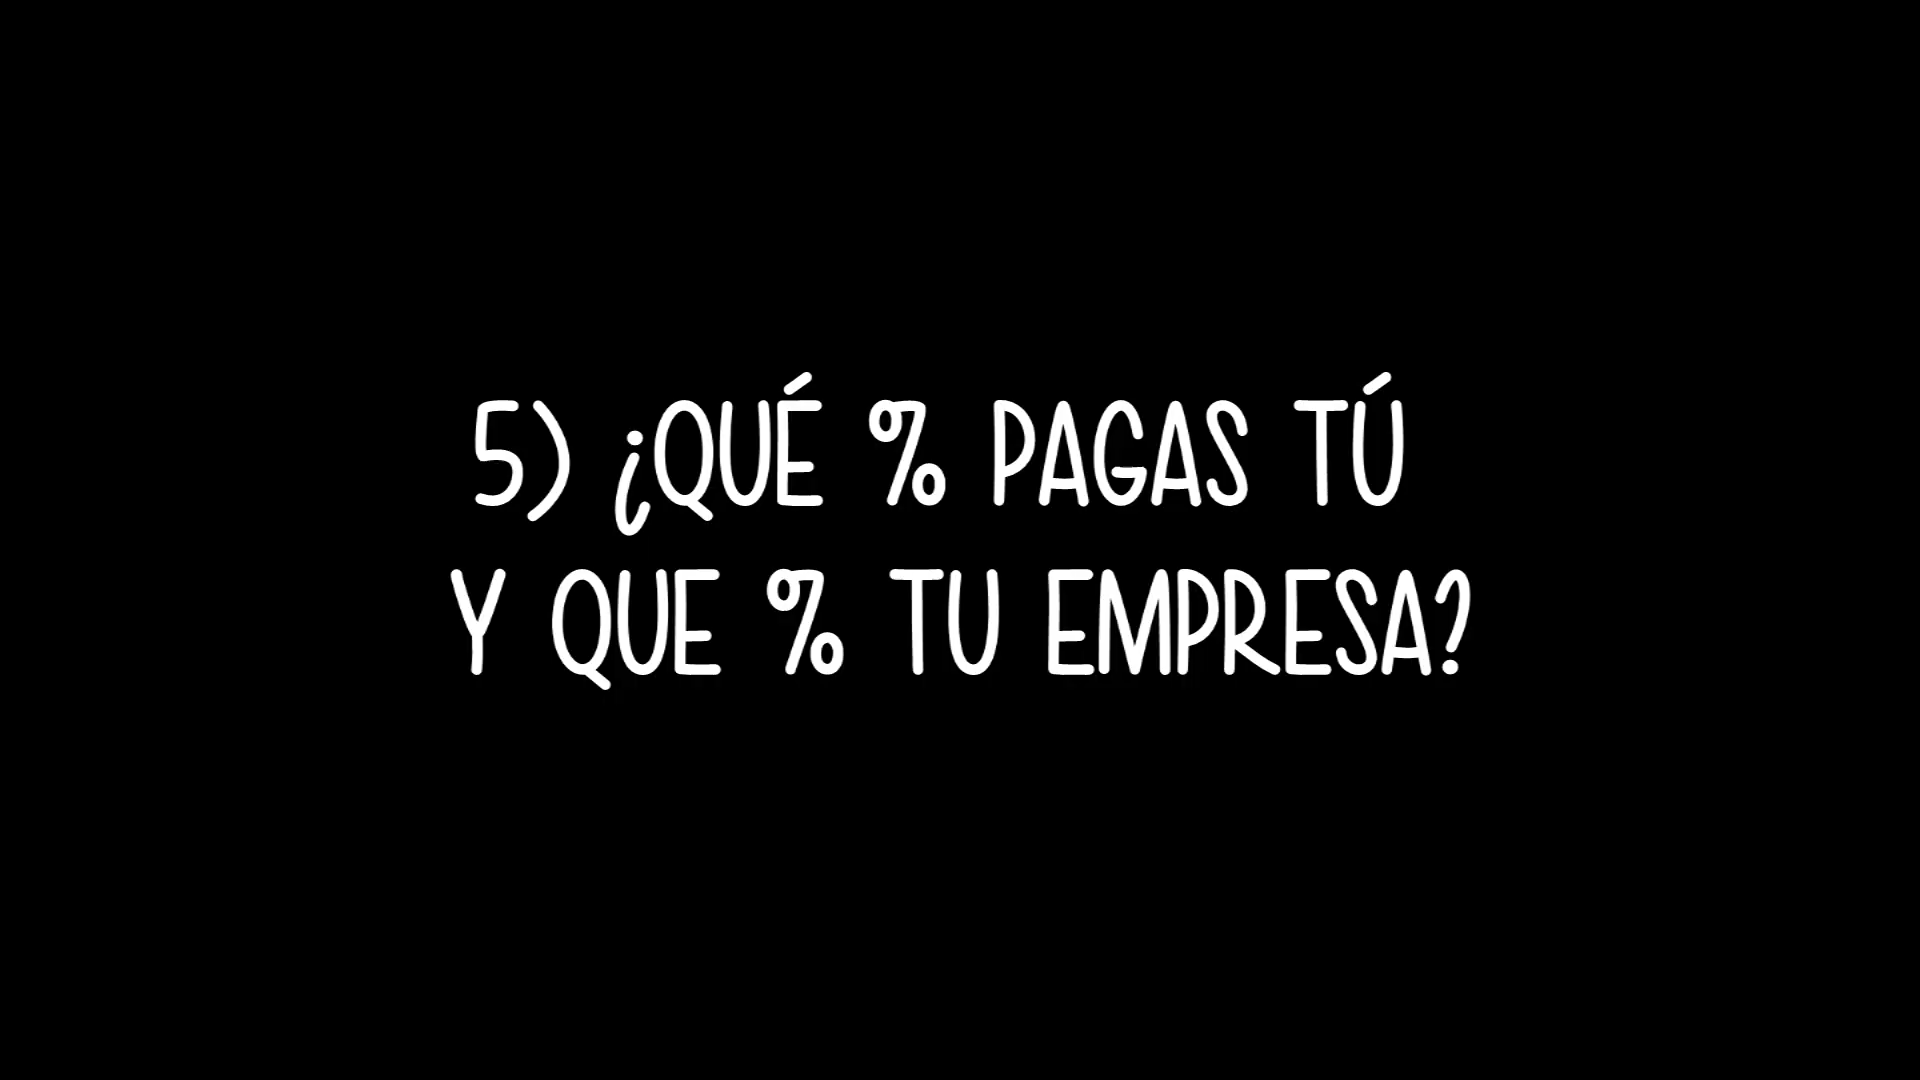 5) ¿QUÉ % PAGAS TÚ
Y QUE % TU EMPRESA?